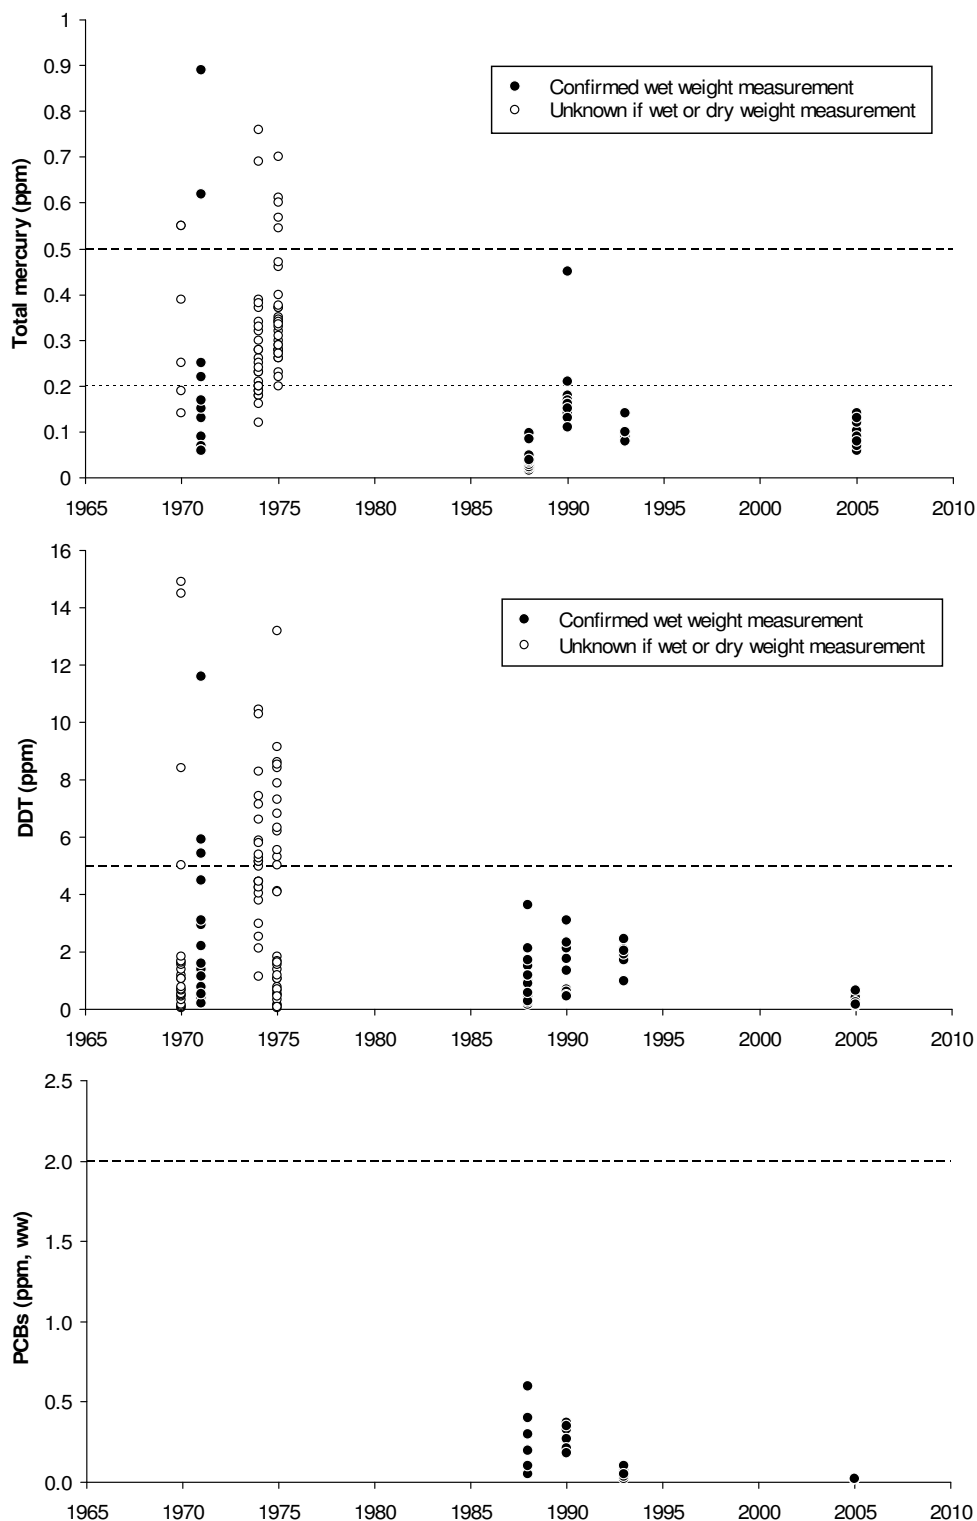 1
0.9
0.8
0.7
0.6
0.5
0.4
0.3
0.2
0.1
0
Total mercury (ppm)
Confirmed wet weight measurement
Unknown if wet or dry weight measurement
1965 1970 1975 1980 1985 1990 1995 2000 2005 2010
16
14
12
10
8
6
4
2
0
DDT (ppm)
Confirmed wet weight measurement
Unknown if wet or dry weight measurement
1965 1970 1975 1980 1985 1990 1995 2000 2005 2010
2.5
2.0
1.5
1.0
0.5
0.0
PCBs (ppm, ww)
1965 1970 1975 1980 1985 1990 1995 2000 2005 2010